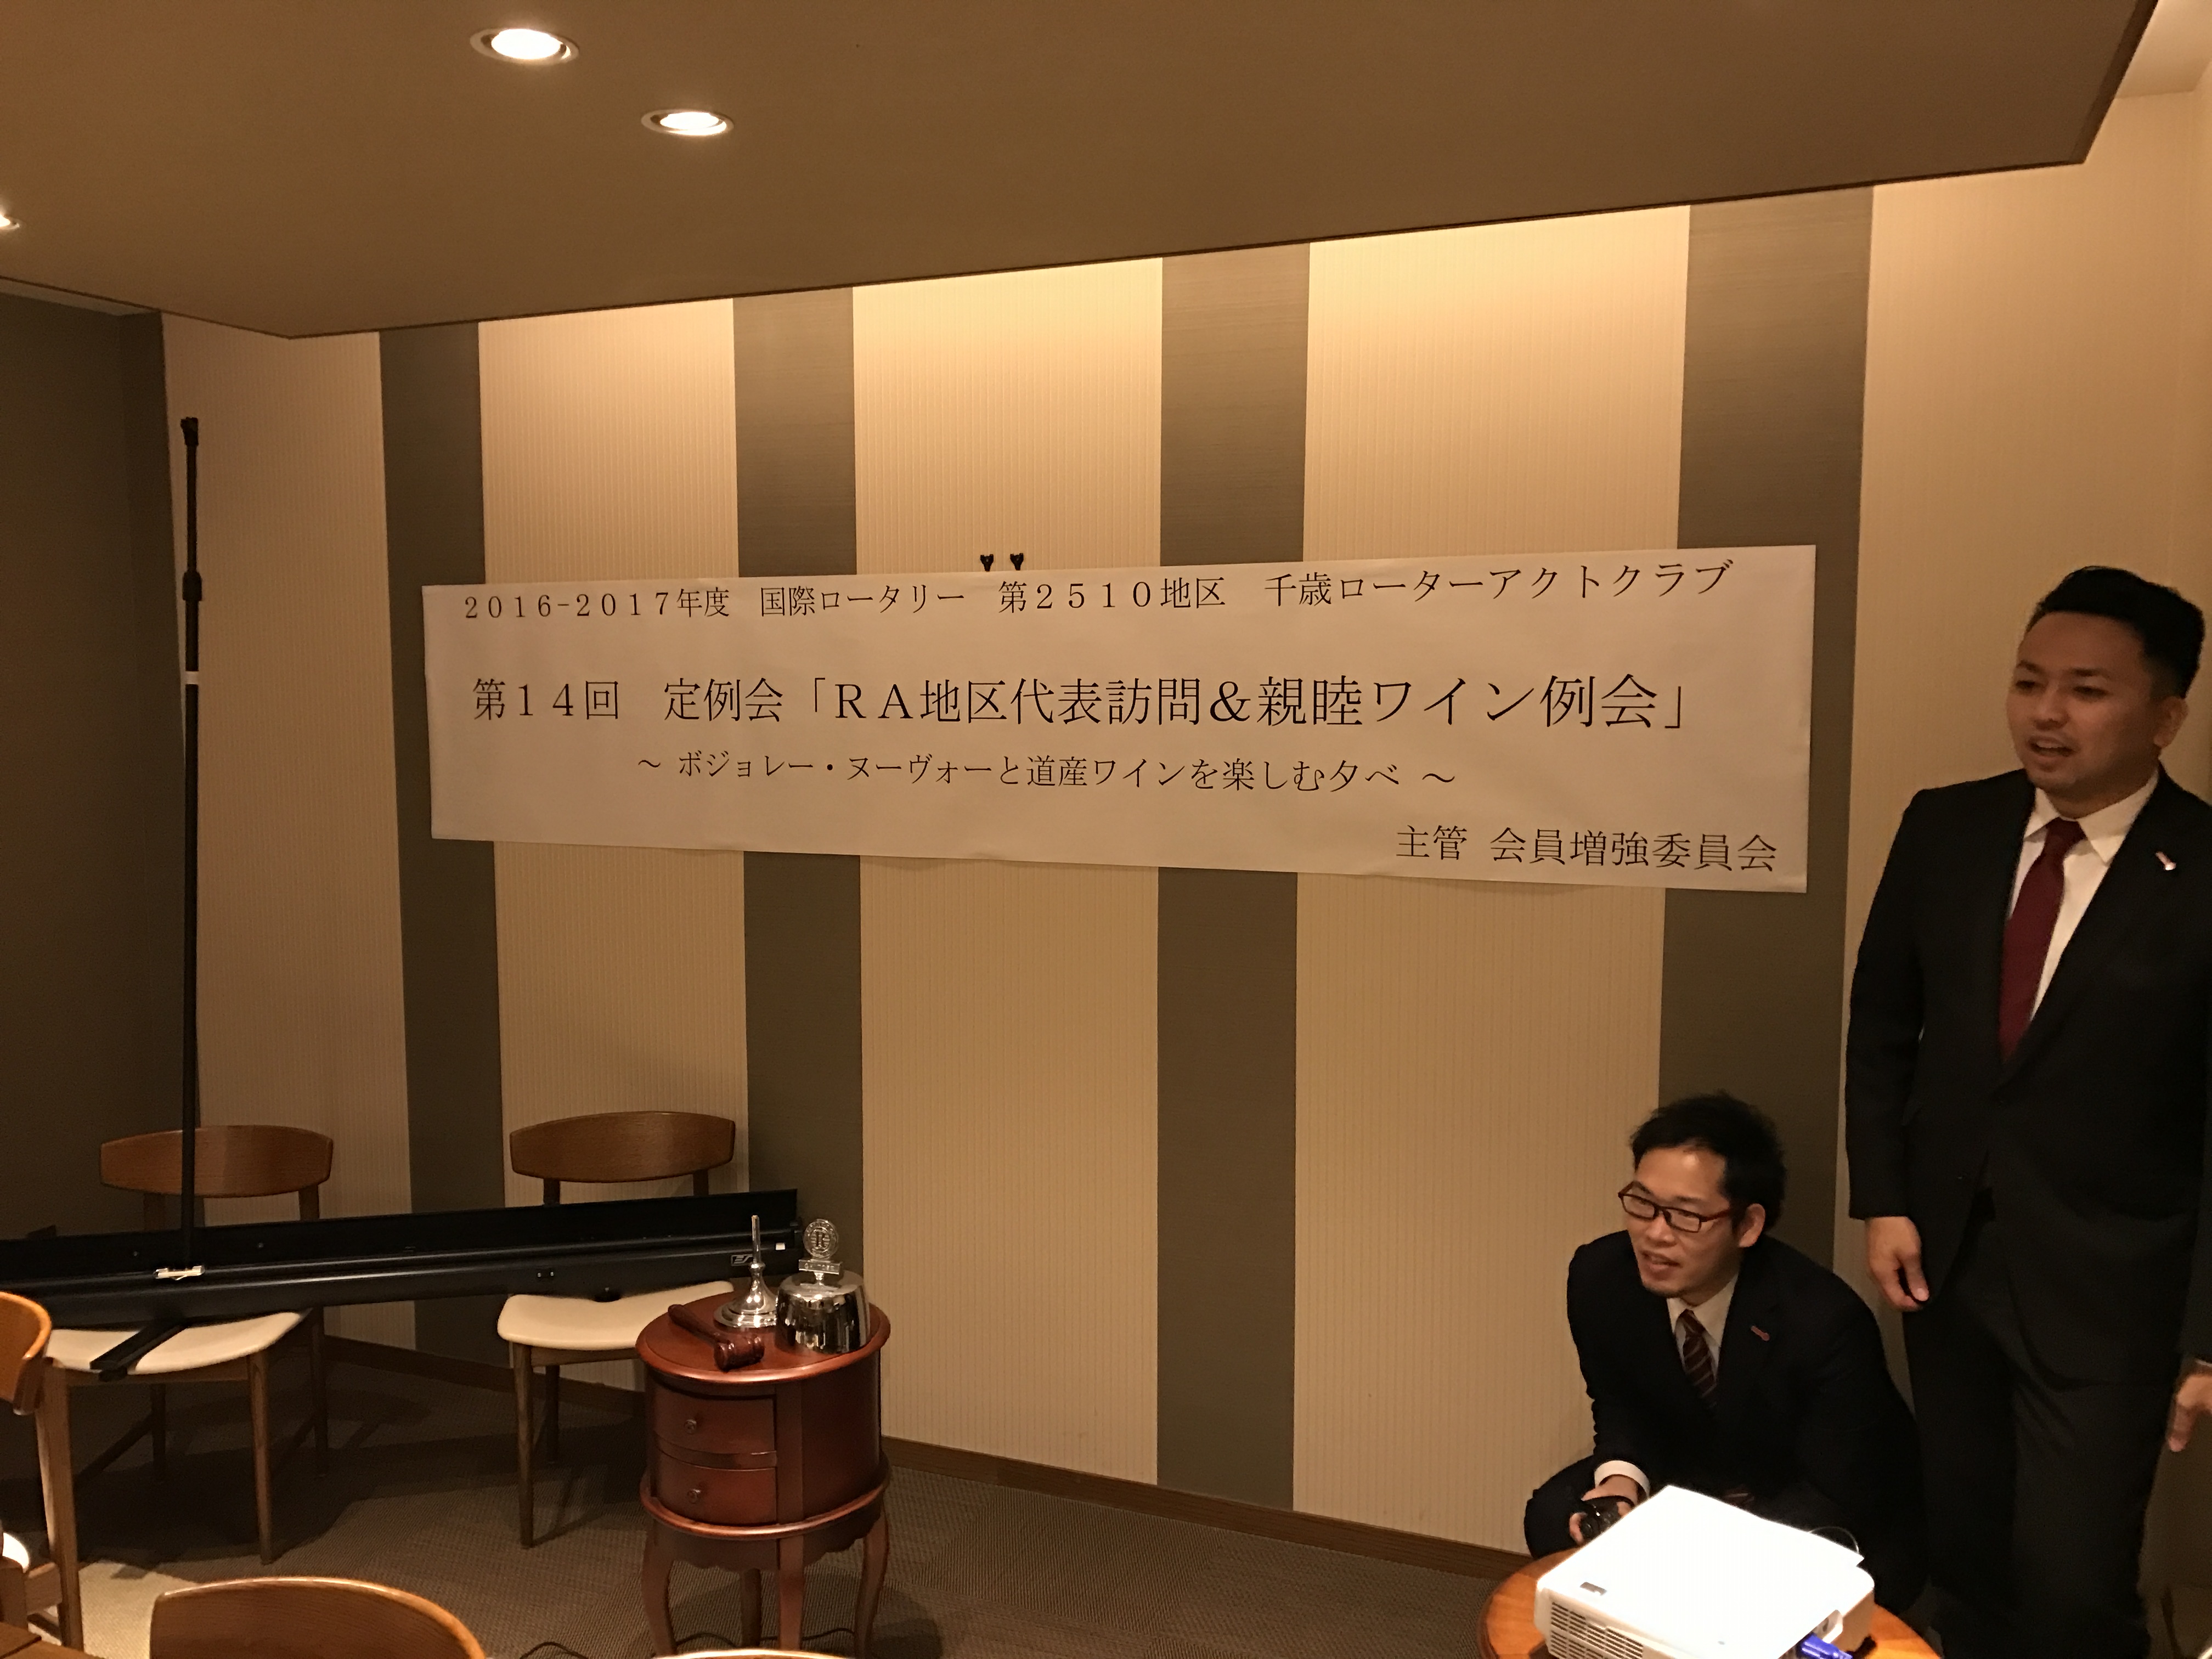 ２０１６-２０１７年度　国際ロータリー　第２５１０地区　千歳ローターアクトクラブ
第１４回　定例会「ＲＡ地区代表訪問＆親睦ワイン例会」
～ ボジョレー・ヌーヴォーと道産ワインを楽しむ夕べ ～
主管 会員増強委員会